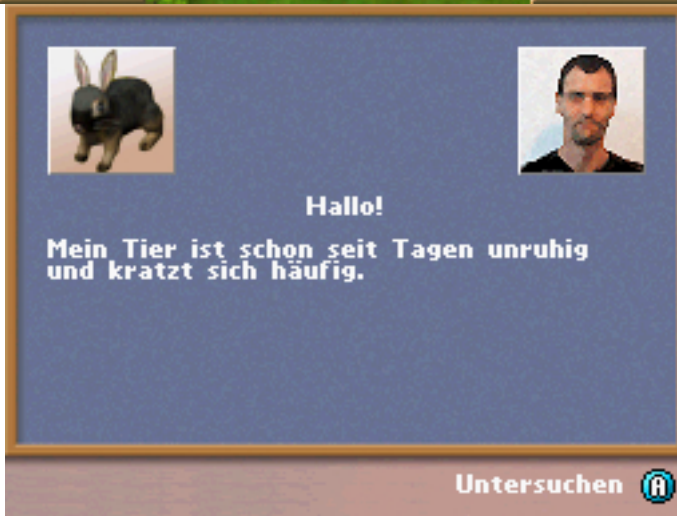 Hallo!
Mein Tier ist schon seit Tagen unruhig
und kratzt sich häufig.
Untersuchen A